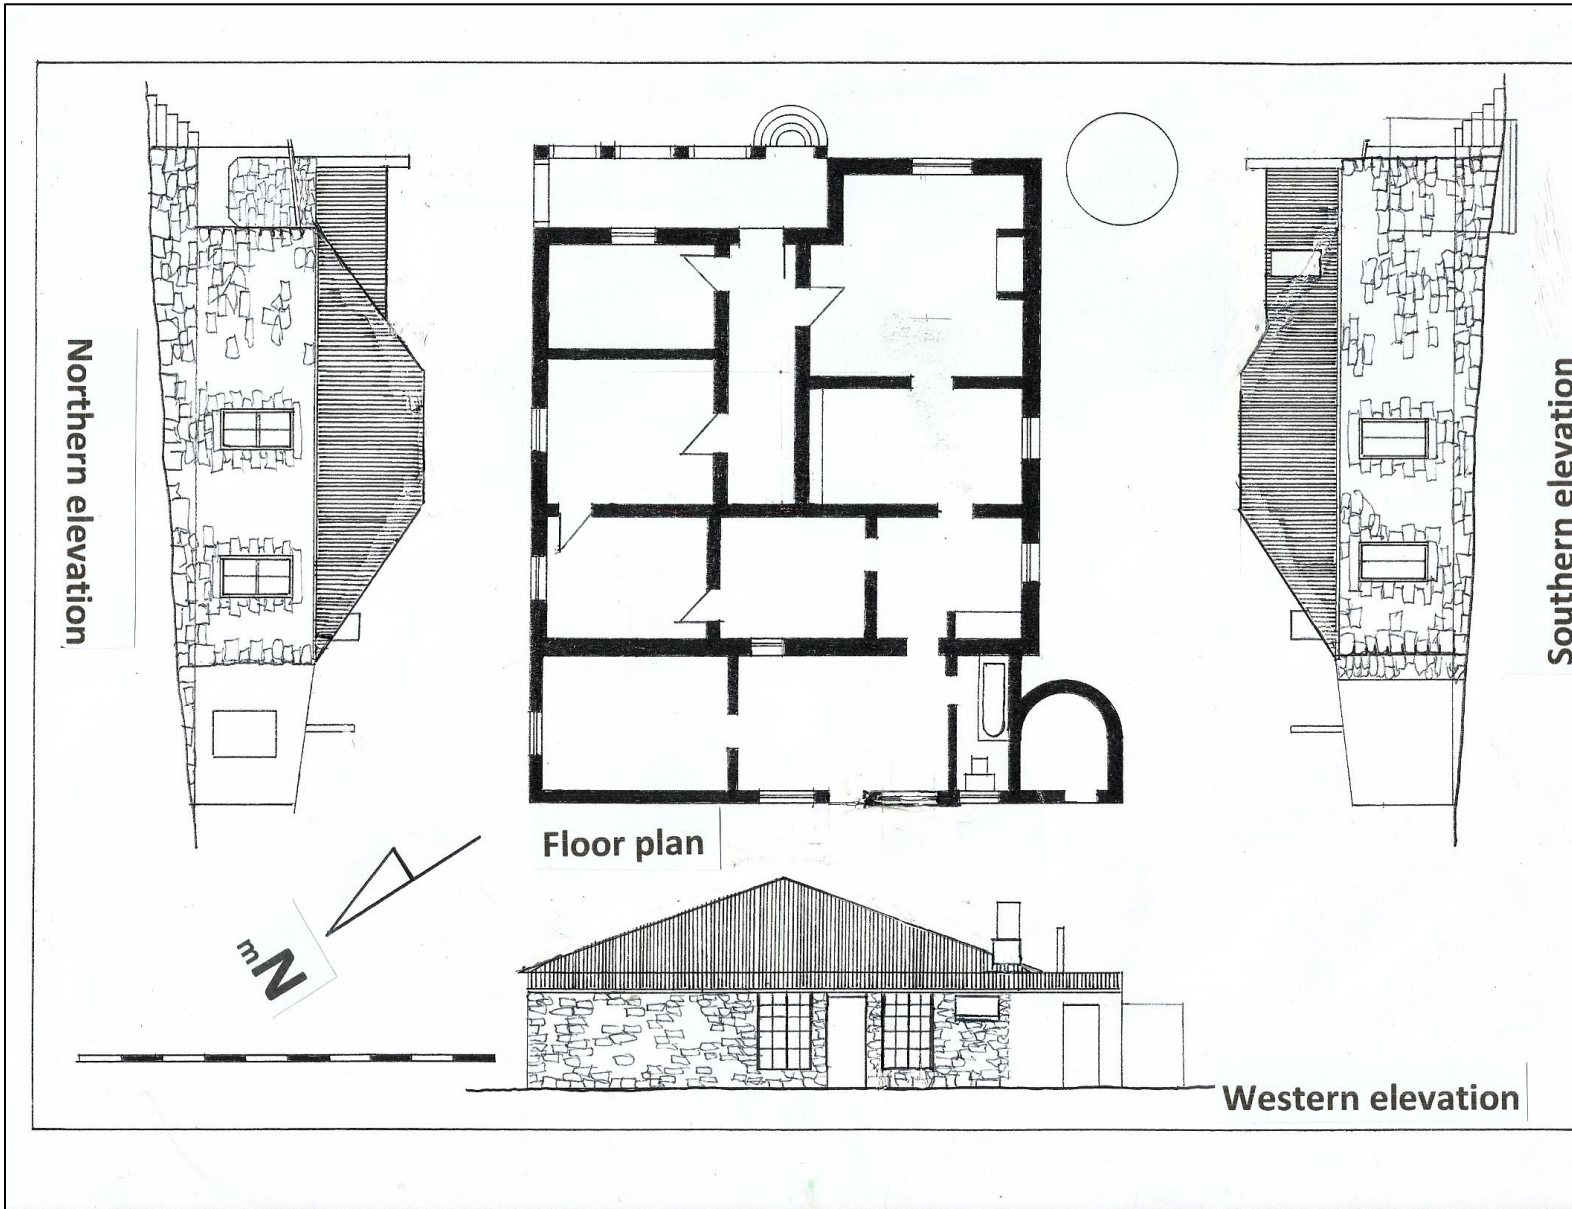 Northern elevation
Southern elevation
Floor plan
mN
Western elevation